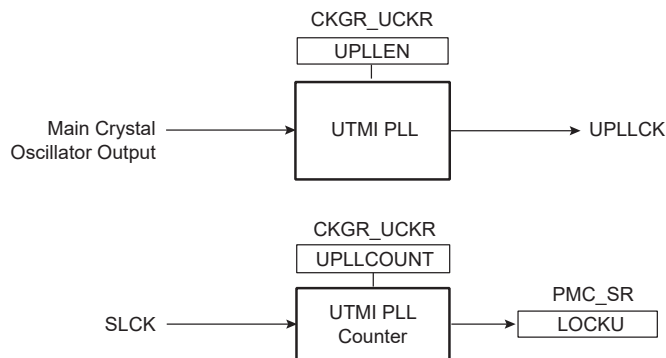 CKGR_UCKR
UPLLEN
Main Crystal
Oscillator Output
UTMI PLL
UPLLCK
CKGR_UCKR
UPLLCOUNT
SLCK
UTMI PLL
Counter
PMC_SR
LOCKU